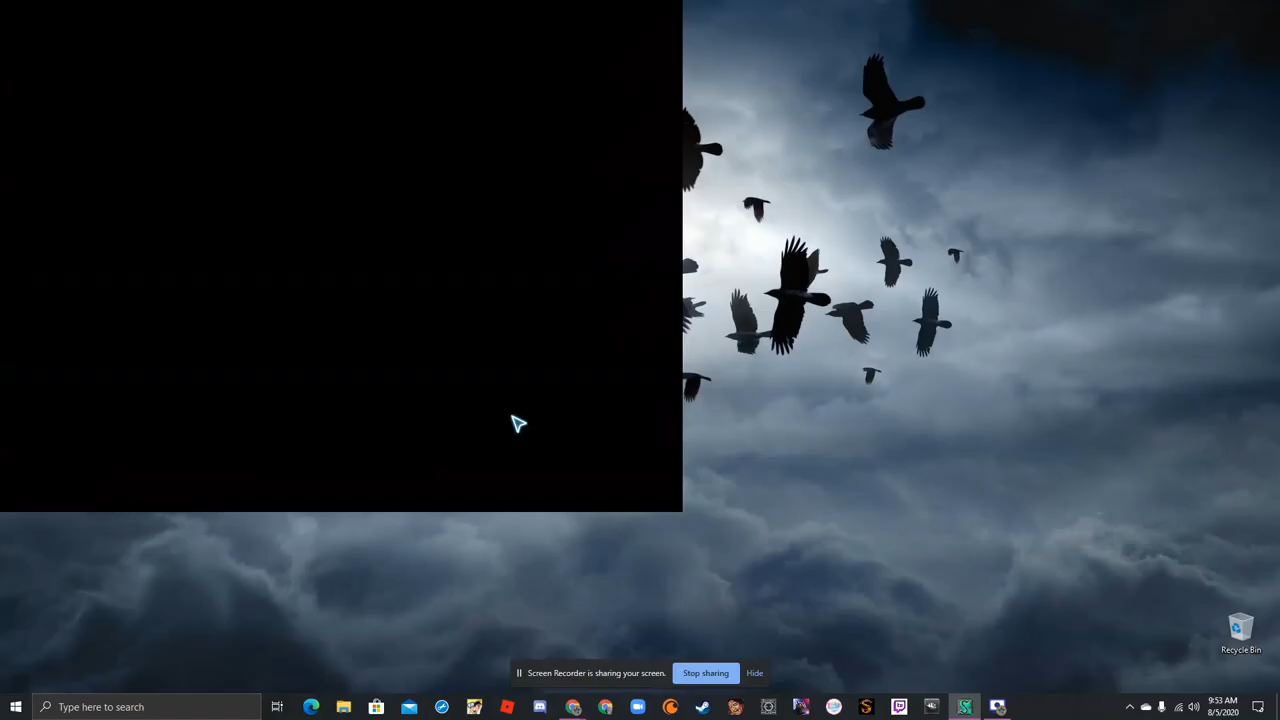 Recycle Bin
Screen Recorder is sharing your screen.
Stop sharing
Hide
Type here to search
9:53 AM
8/5/2020